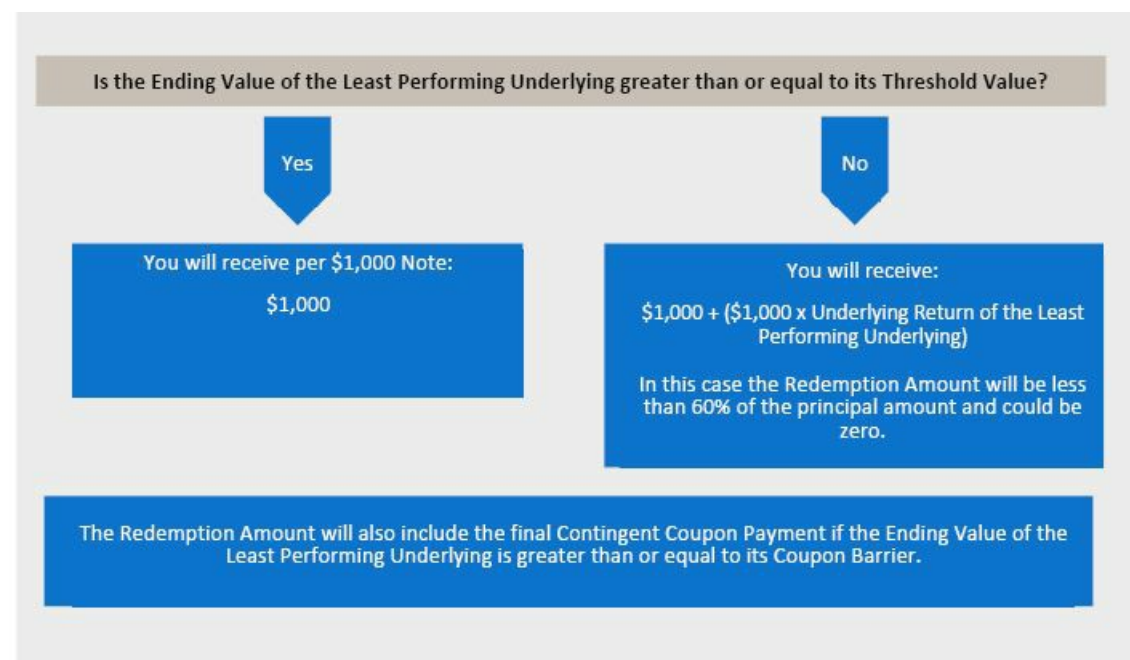 Is the Ending Value of the Least Performing Underlying greater than or equal to its Threshold Value?
Yes
No
You will receive per $1,000 Note:
$1,000
You will receive:
$1,000 + ($1,000 x Underlying Return of the Least
Performing Underlying)
In this case the Redemption Amount will be less
than 60% of the principal amount and could be
zero.
The Redemption Amount will also include the final Contingent Coupon Payment if the Ending Value of the
Least Performing Underlying is greater than or equal to its Coupon Barrier.